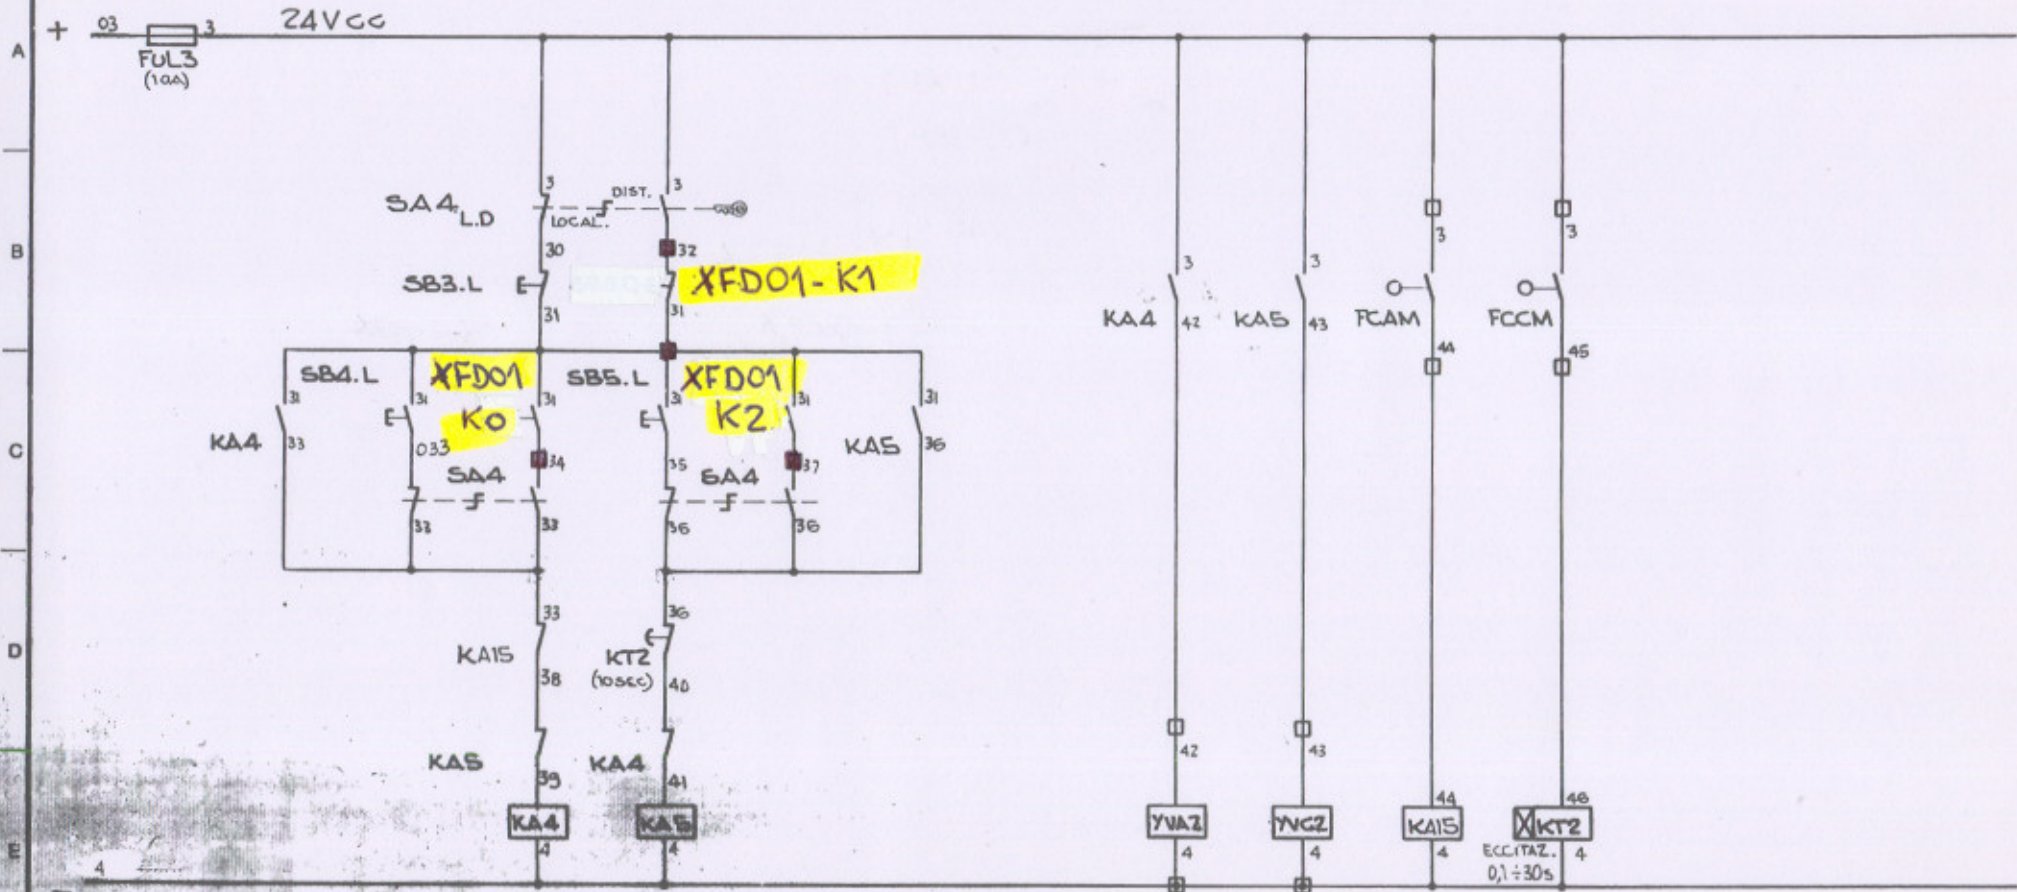 + 03 3 24Vcc
A
FUL3
(10A)
3 DIST. 3
SA4 L.D LOCAL.
30 32 3 3
B
SB3.L XFD01-K1
3 3
31 31
KA4 42 KA5 43 FCAM FCCM
44 45
SB4.L XFD01 SB5.L XFD01
31 31 31 31 31 31
K0 K2
C
KA4 33 033 34 35 37 KA5 36
SA4 SA4
33 33 36 36
33 36
D
KA15 KT2
38 (10sec) 40
42 43
KA5 KA4
39 41
44 46
KA4 KA5 YVA2 YVC2 KA15 KT2
E
4 4 4 4 4 4
ECCITAZ.
0,1÷30s
4